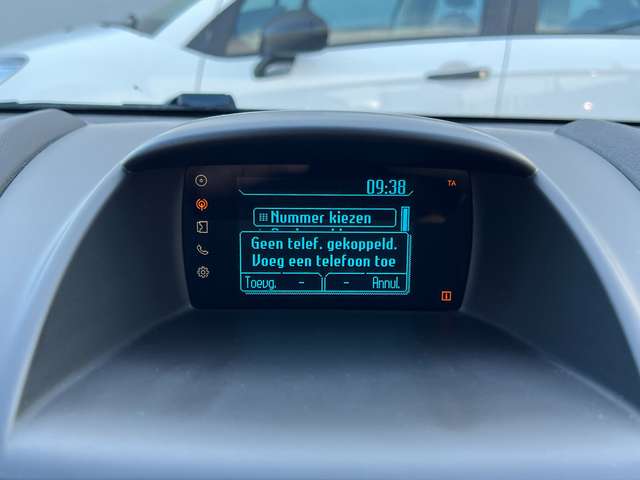 09:38
TA
Nummer kiezen
Geen telef. gekoppeld.
Voeg een telefoon toe
Toevg. - - Annul.